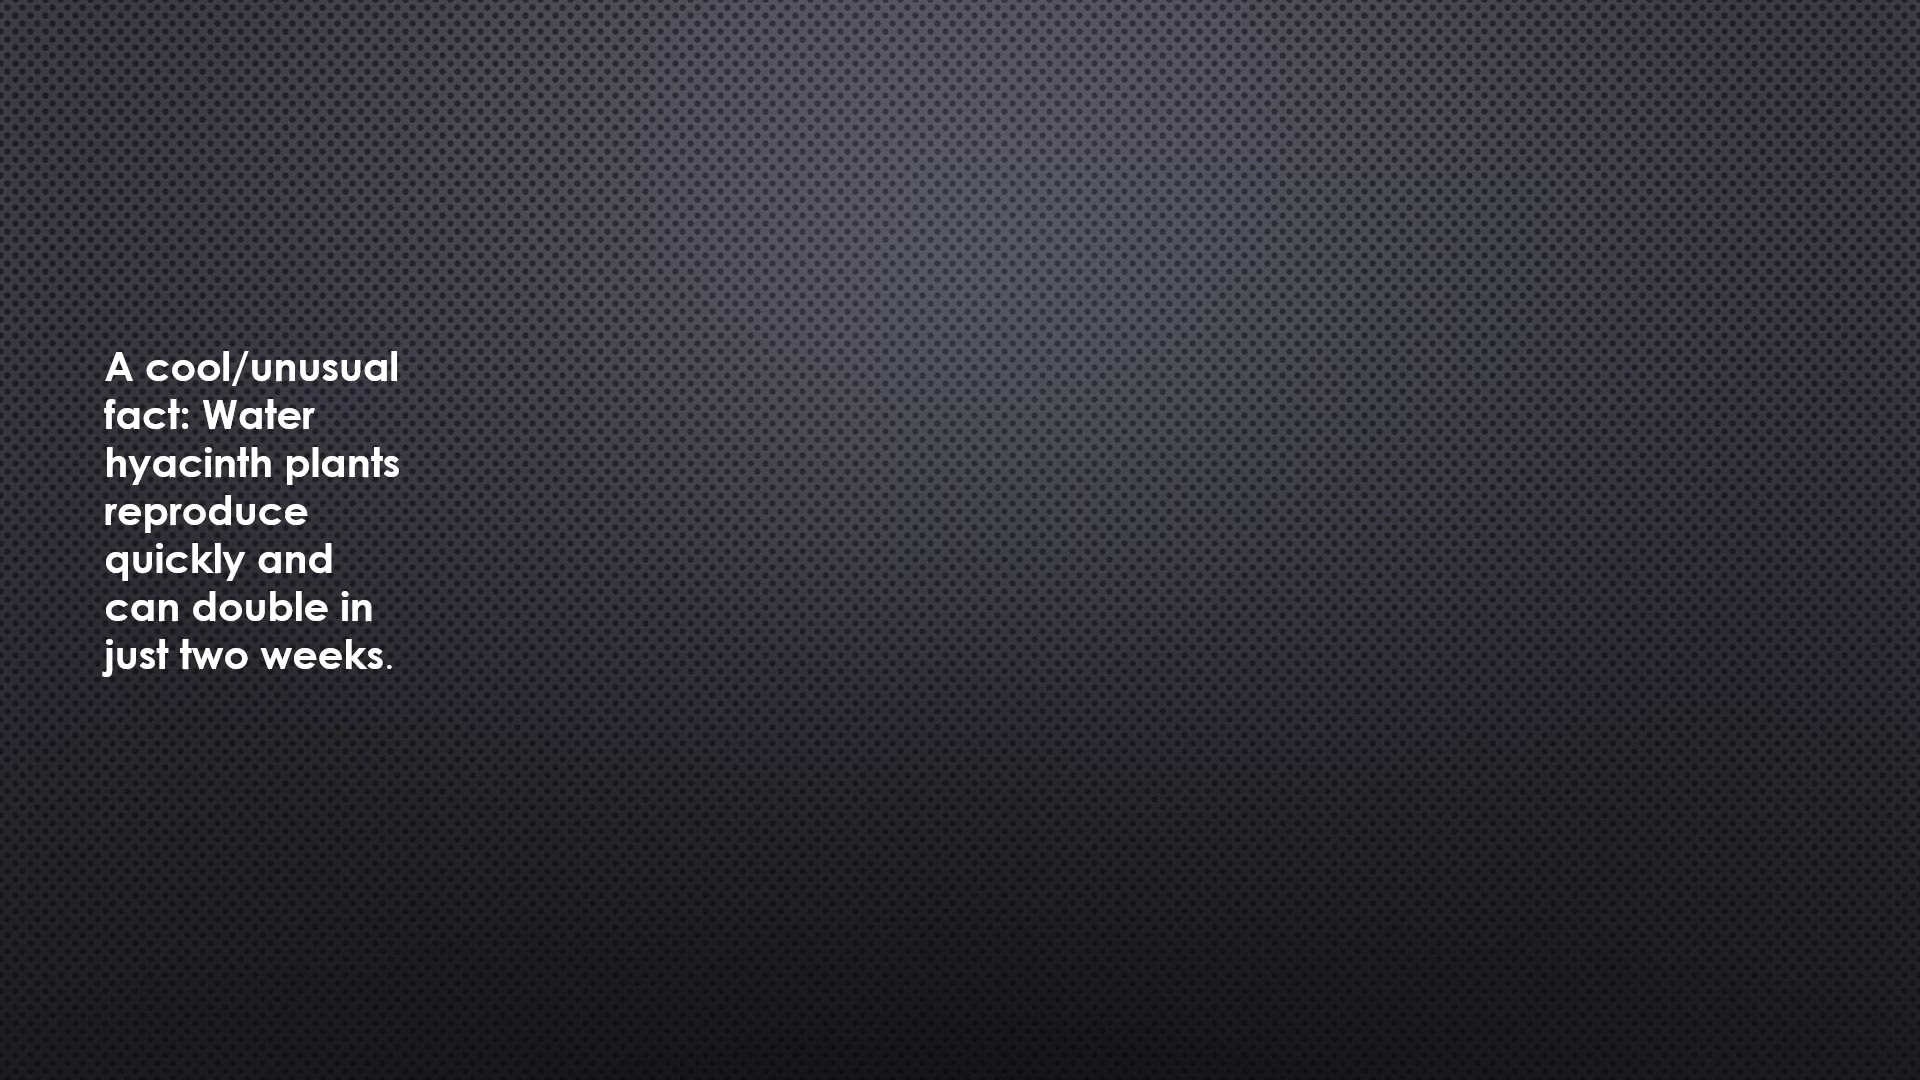 A cool/unusual
fact: Water
hyacinth plants
reproduce
quickly and
can double in
just two weeks.